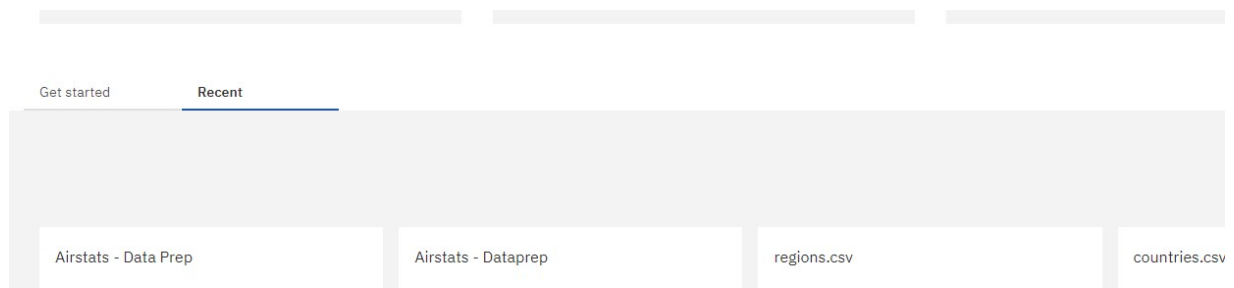 Get started
Recent
Airstats - Data Prep
Airstats - Dataprep
regions.csv
countries.csv